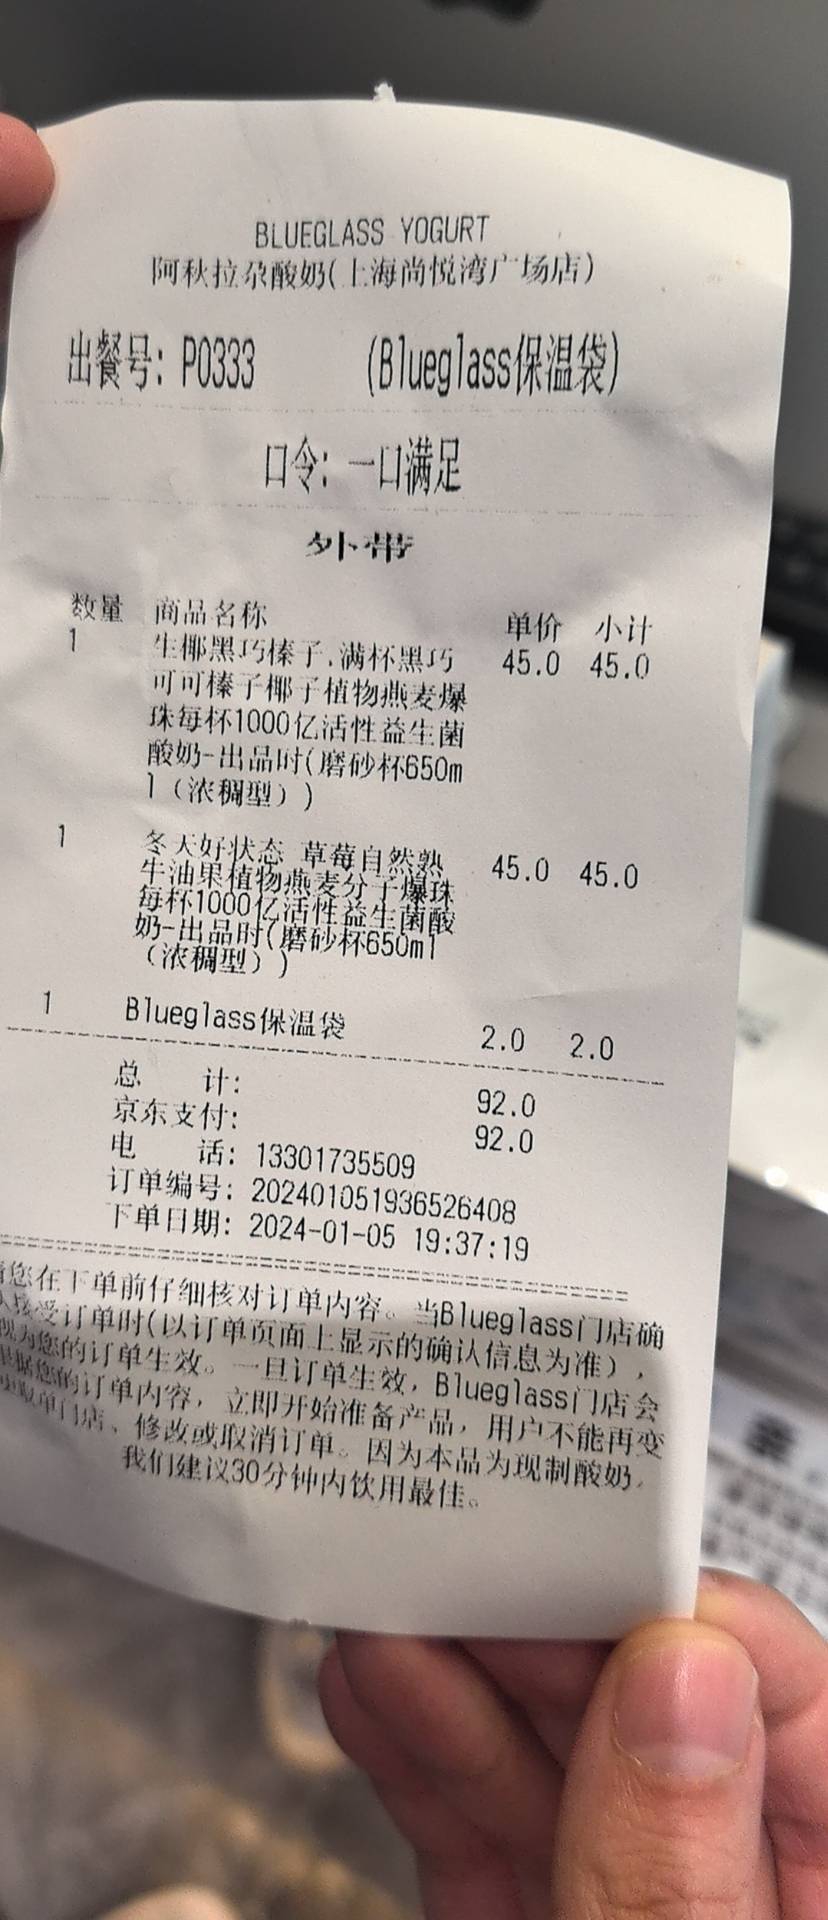 BLUEGLASS YOGURT
阿秋拉尕酸奶(上海尚悦湾广场店)
出餐号: P0333 (Blueglass保温袋)
口令: 一口满足
外带
数量 商品名称 单价 小计
1 生椰黑巧榛子,满杯黑巧 45.0 45.0
可可榛子椰子植物燕麦爆
珠每杯1000亿活性益生菌
酸奶-出品时(磨砂杯650m
l（浓稠型）)
1 冬天好状态 草莓自然熟 45.0 45.0
牛油果植物燕麦分子爆珠
每杯1000亿活性益生菌酸
奶-出品时(磨砂杯650ml
（浓稠型）)
1 Blueglass保温袋 2.0 2.0
总 计: 92.0
京东支付: 92.0
电 话: 13301735509
订单编号: 202401051936526408
下单日期: 2024-01-05 19:37:19
您在下单前仔细核对订单内容。当Blueglass门店确
接受订单时(以订单页面上显示的确认信息为准)，
视为您的订单生效。一旦订单生效，Blueglass门店会
根据您的订单内容，立即开始准备产品，用户不能再变
取单门店、修改或取消订单。因为本品为现制酸奶，
我们建议30分钟内饮用最佳。